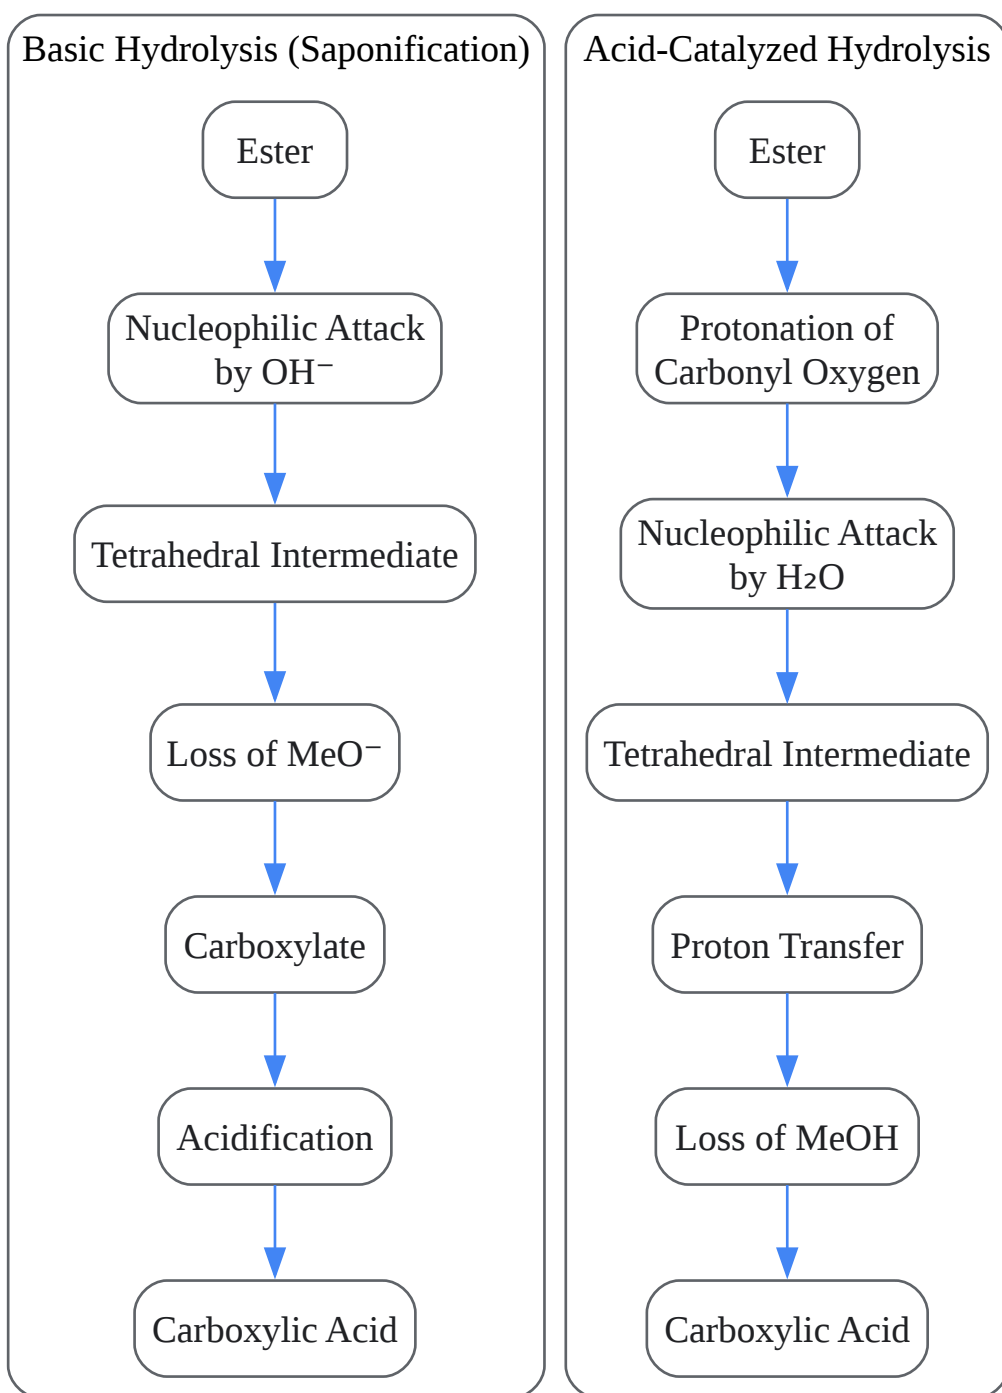 Basic Hydrolysis (Saponification)
Ester
Nucleophilic Attack
by OH⁻
Tetrahedral Intermediate
Loss of MeO⁻
Carboxylate
Acidification
Carboxylic Acid
Acid-Catalyzed Hydrolysis
Ester
Protonation of
Carbonyl Oxygen
Nucleophilic Attack
by H₂O
Tetrahedral Intermediate
Proton Transfer
Loss of MeOH
Carboxylic Acid